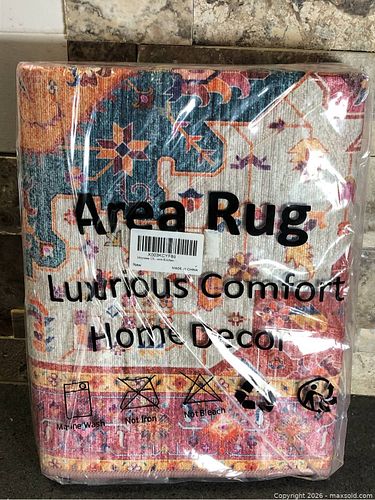 Area Rug
X003KCYF89
MADE IN CHINA
Luxurious Comfort
Home Decor
Machine Wash
Not Iron
Not Bleach
Copyright 2026 - maxsold.com